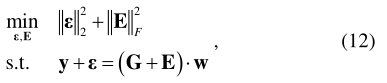 min ‖ε‖₂² + ‖E‖_F²
ε,E
s.t. y + ε = (G + E) · w , (12)